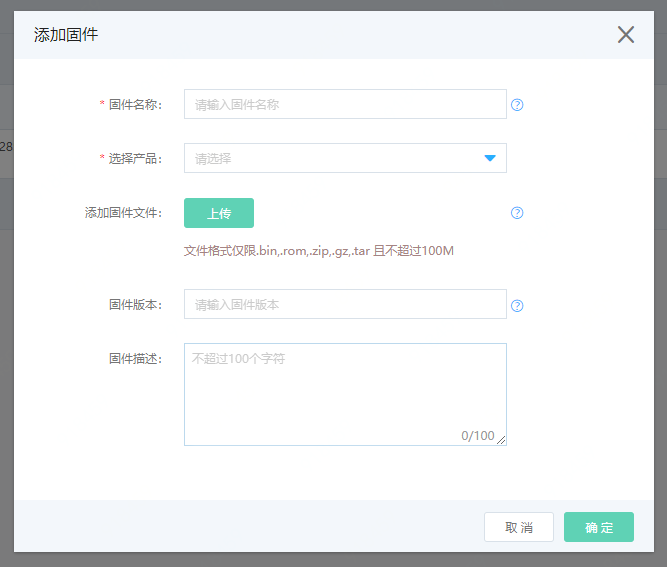 添加固件
28
* 固件名称：
请输入固件名称
* 选择产品：
请选择
添加固件文件：
上传
文件格式仅限.bin,.rom,.zip,.gz,.tar 且不超过100M
固件版本：
请输入固件版本
固件描述：
不超过100个字符
0/100
取 消
确 定